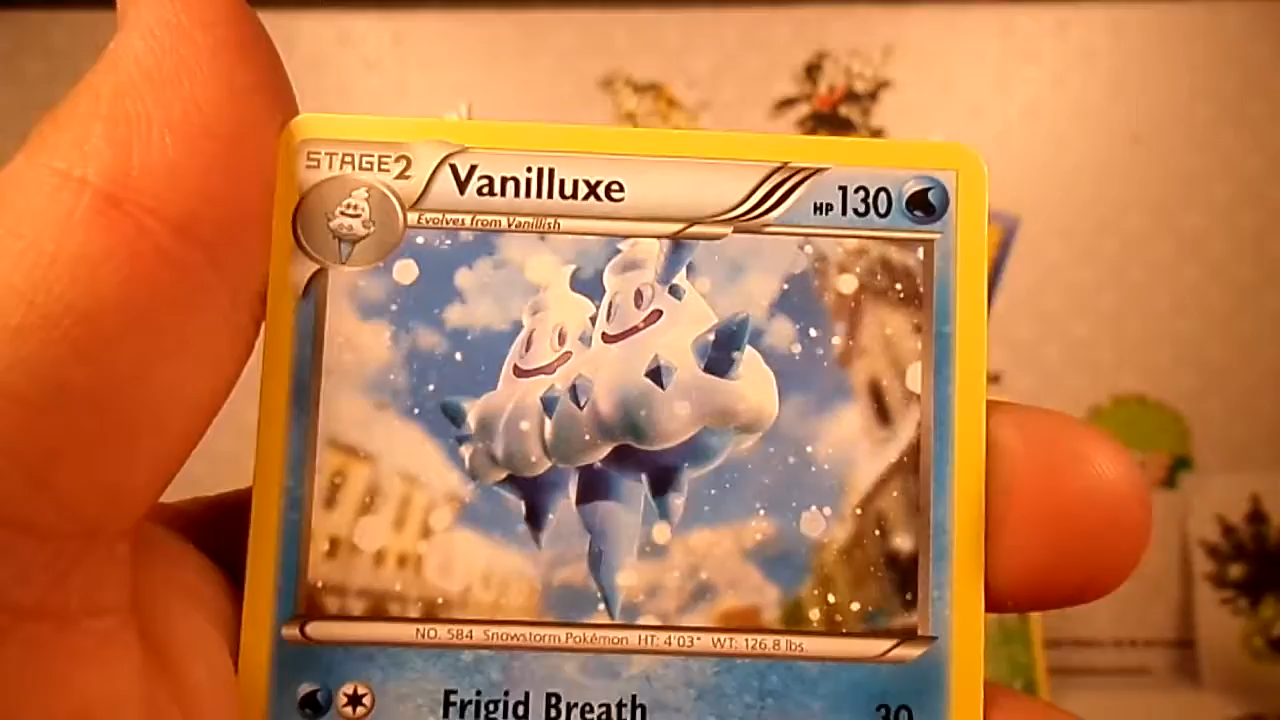 STAGE2
Vanilluxe
HP130
Evolves from Vanillish
NO. 584 Snowstorm Pokémon HT: 4'03" WT: 126.8 lbs.
Frigid Breath 30